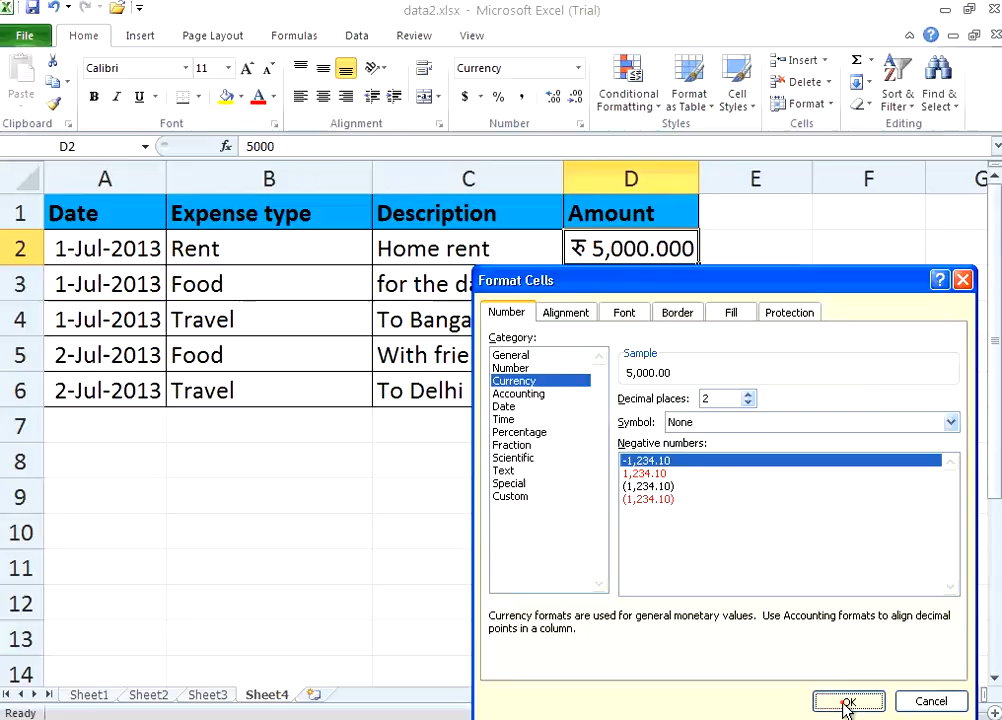 data2.xlsx - Microsoft Excel (Trial)
File Home Insert Page Layout Formulas Data Review View
Paste
Calibri 11 A A
B I U A
Currency
$ % ,
Conditional Formatting
Format as Table
Cell Styles
Insert
Delete
Format
Σ
Sort & Filter
Find & Select
Clipboard Font Alignment Number Styles Cells Editing
D2 fx 5000
A B C D E F G
1 Date Expense type Description Amount
2 1-Jul-2013 Rent Home rent रु 5,000.000
3 1-Jul-2013 Food for the da
4 1-Jul-2013 Travel To Banga
5 2-Jul-2013 Food With frie
6 2-Jul-2013 Travel To Delhi
7
8
9
10
11
12
13
14
Format Cells
Number Alignment Font Border Fill Protection
Category:
General
Number
Currency
Accounting
Date
Time
Percentage
Fraction
Scientific
Text
Special
Custom
Sample
5,000.00
Decimal places: 2
Symbol: None
Negative numbers:
-1,234.10
1,234.10
(1,234.10)
(1,234.10)
Currency formats are used for general monetary values. Use Accounting formats to align decimal
points in a column.
OK Cancel
Sheet1 Sheet2 Sheet3 Sheet4
Ready